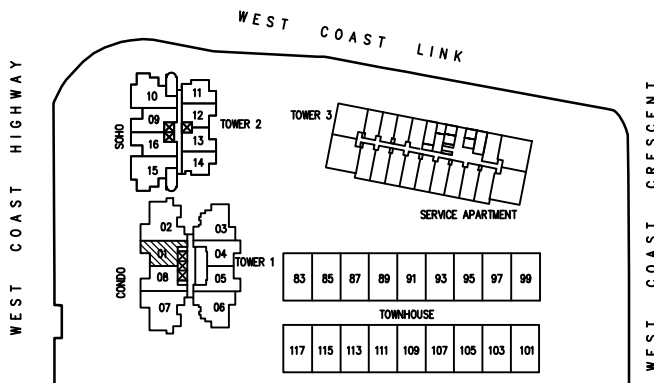 WEST COAST LINK
WEST COAST HIGHWAY
WEST COAST CRESCENT
10
11
09
12
TOWER 2
SOHO
16
13
15
14
TOWER 3
SERVICE APARTMENT
02
03
01
04
TOWER 1
CONDO
08
05
07
06
83 85 87 89 91 93 95 97 99
TOWNHOUSE
117 115 113 111 109 107 105 103 101